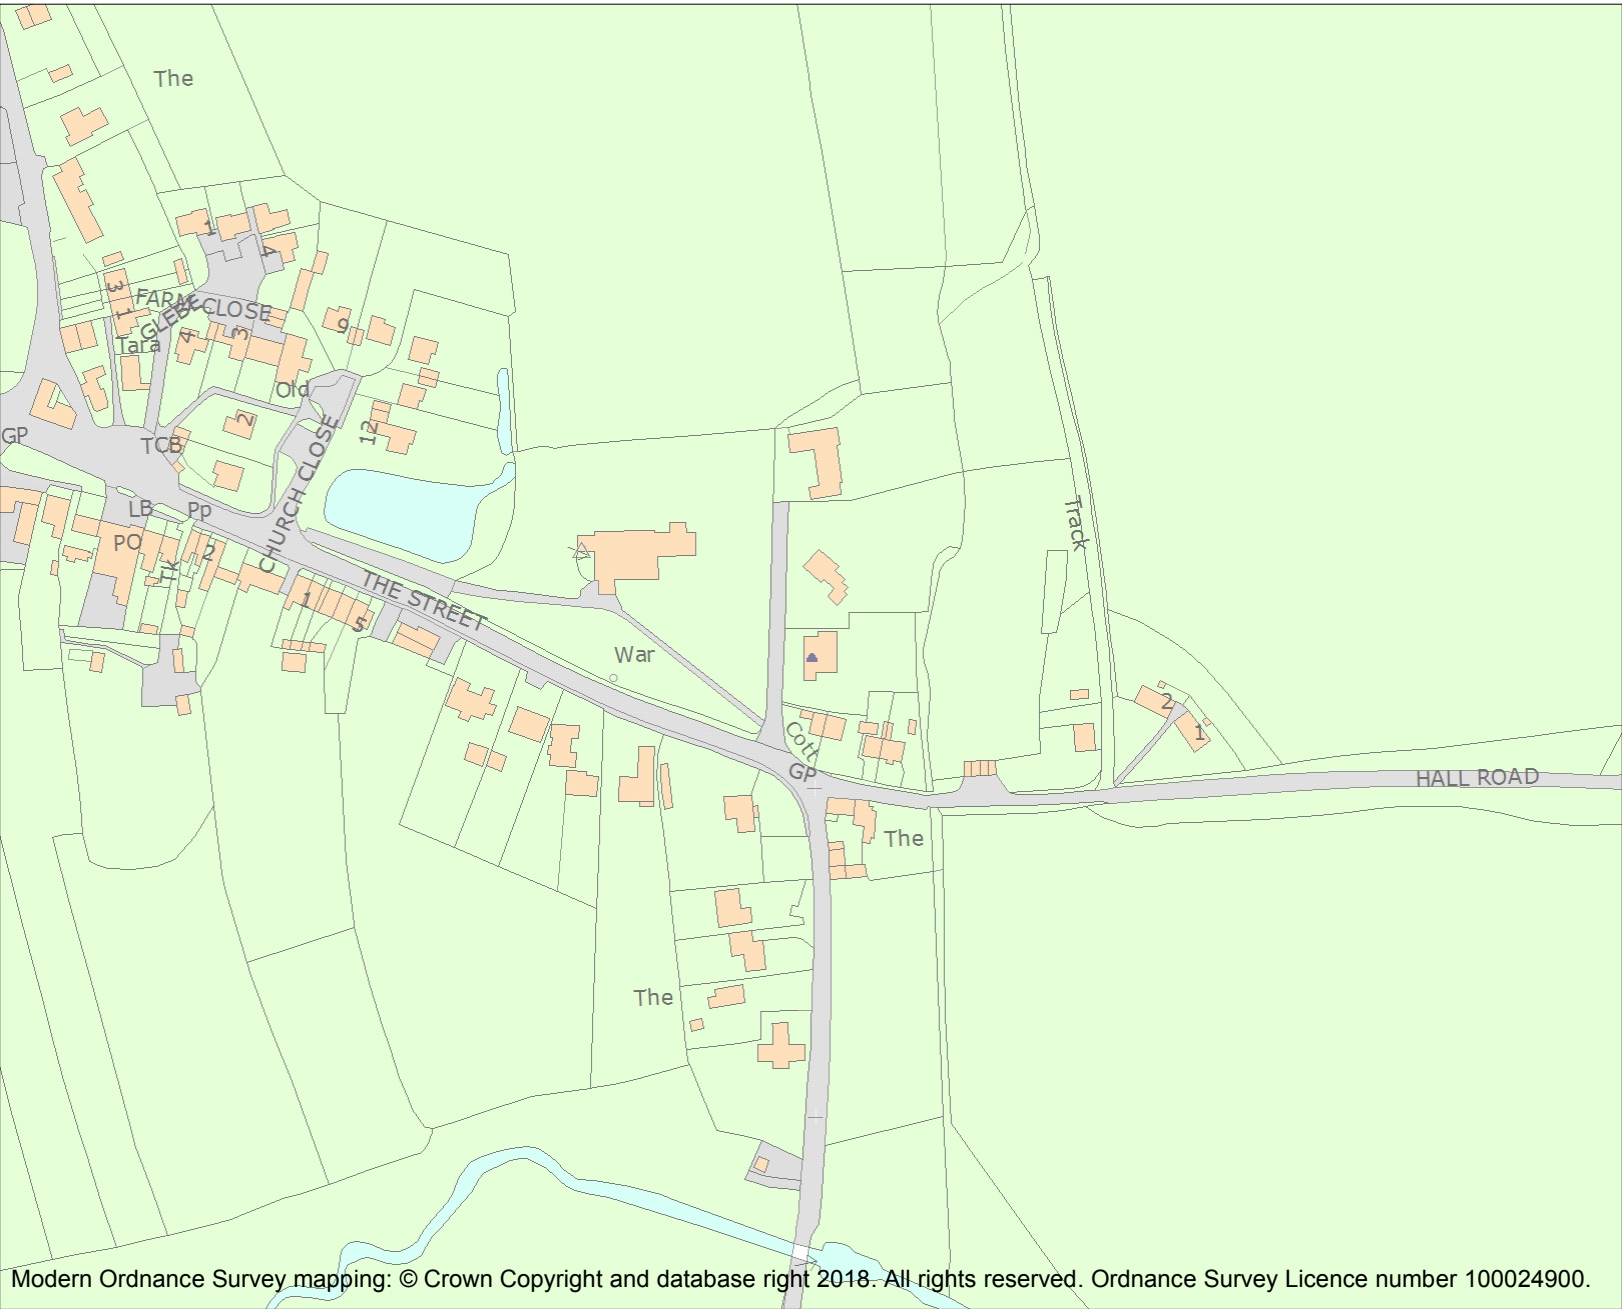 The
1
4
3
1
FARM CLOSE
GLEBE
Tara
4
3
9
Old
2
12
GP
TCB
LB
Pp
CHURCH CLOSE
PO
TK
2
1
5
THE STREET
Track
War
Cott
GP
2
1
HALL ROAD
The
The
Modern Ordnance Survey mapping: © Crown Copyright and database right 2018. All rights reserved. Ordnance Survey Licence number 100024900.